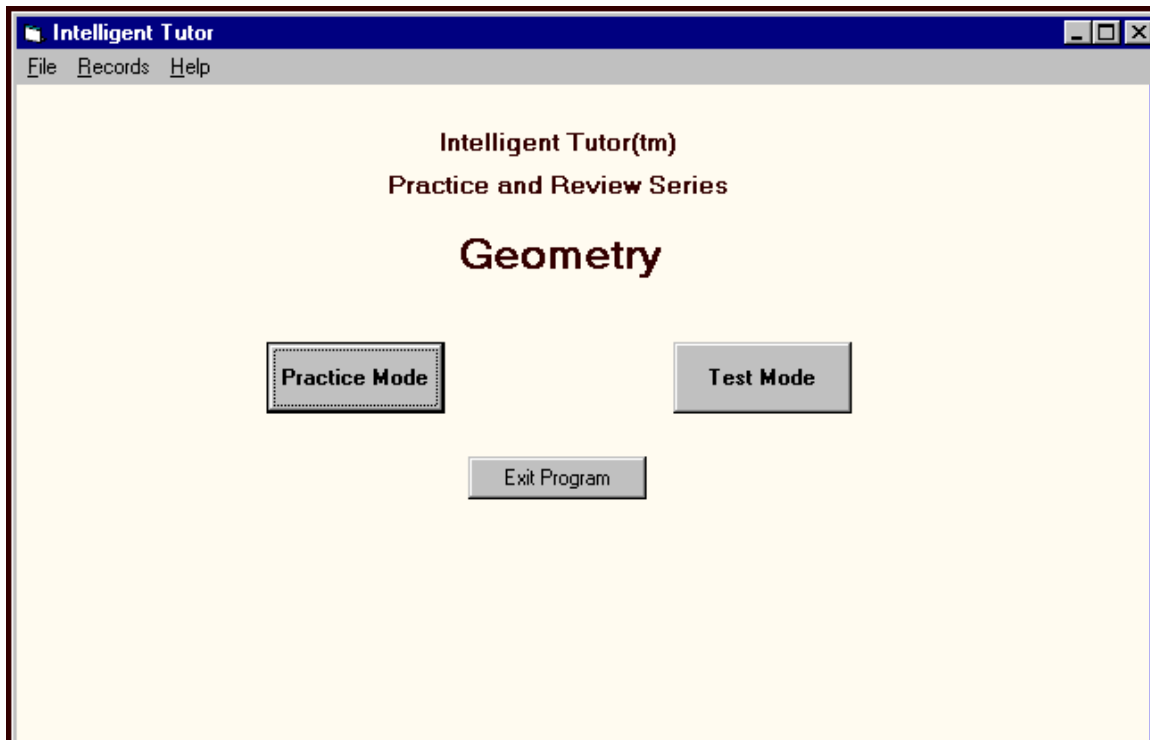 Intelligent Tutor
File Records Help
Intelligent Tutor(tm)
Practice and Review Series
Geometry
Practice Mode Test Mode
Exit Program